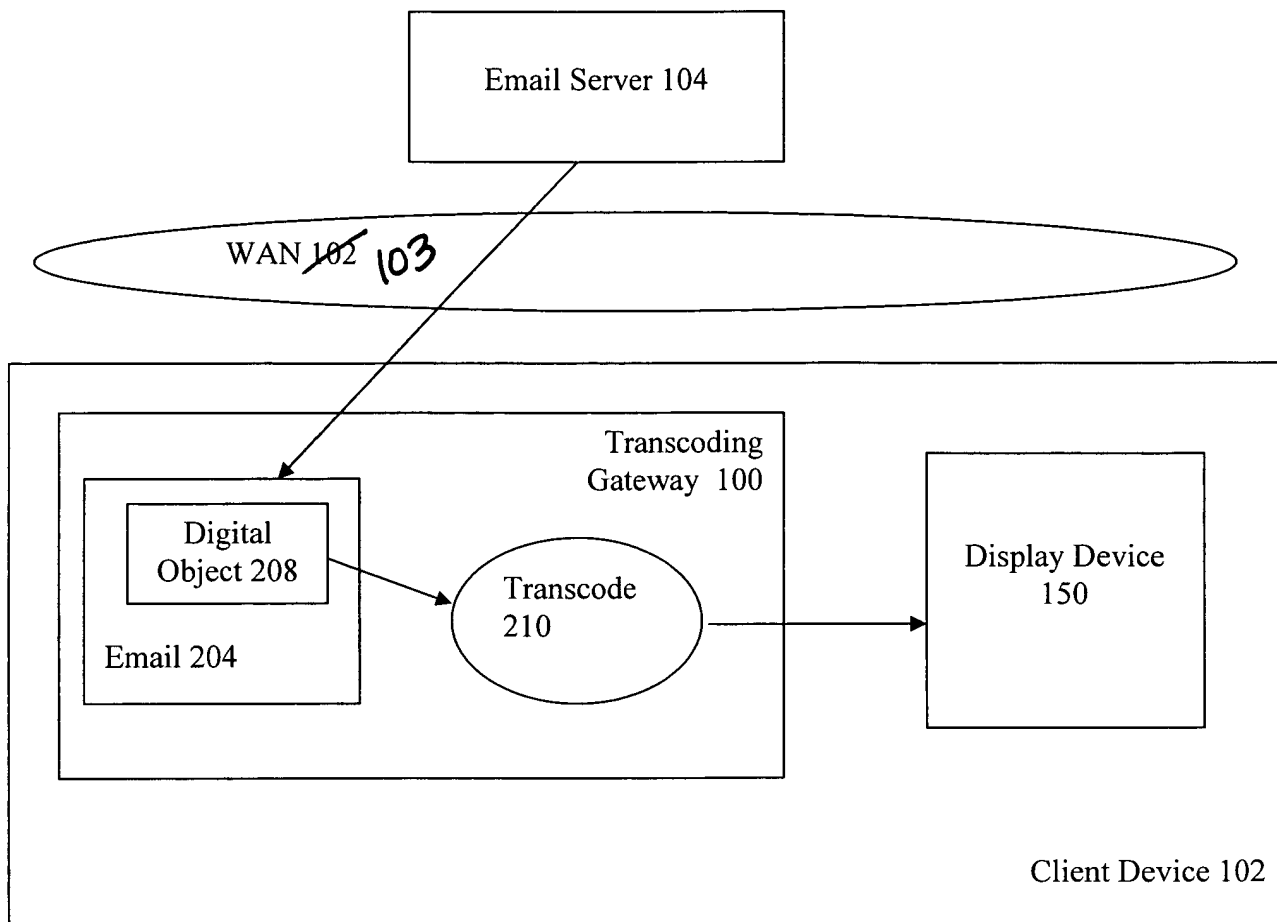 Email Server 104
WAN 102 103
Transcoding
Gateway 100
Digital
Object 208
Email 204
Transcode
210
Display Device
150
Client Device 102